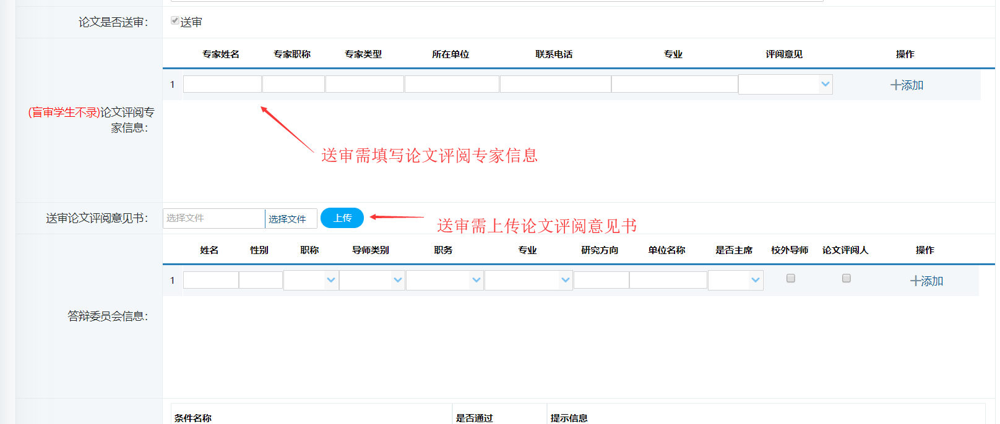 论文是否送审：
送审
专家姓名 专家职称 专家类型 所在单位 联系电话 专业 评阅意见 操作
1 添加
(盲审学生不录)论文评阅专
家信息：
送审需填写论文评阅专家信息
送审论文评阅意见书：
选择文件 选择文件 上传
送审需上传论文评阅意见书
姓名 性别 职称 导师类别 职务 专业 研究方向 单位名称 是否主席 校外导师 论文评阅人 操作
1 添加
答辩委员会信息：
条件名称 是否通过 提示信息